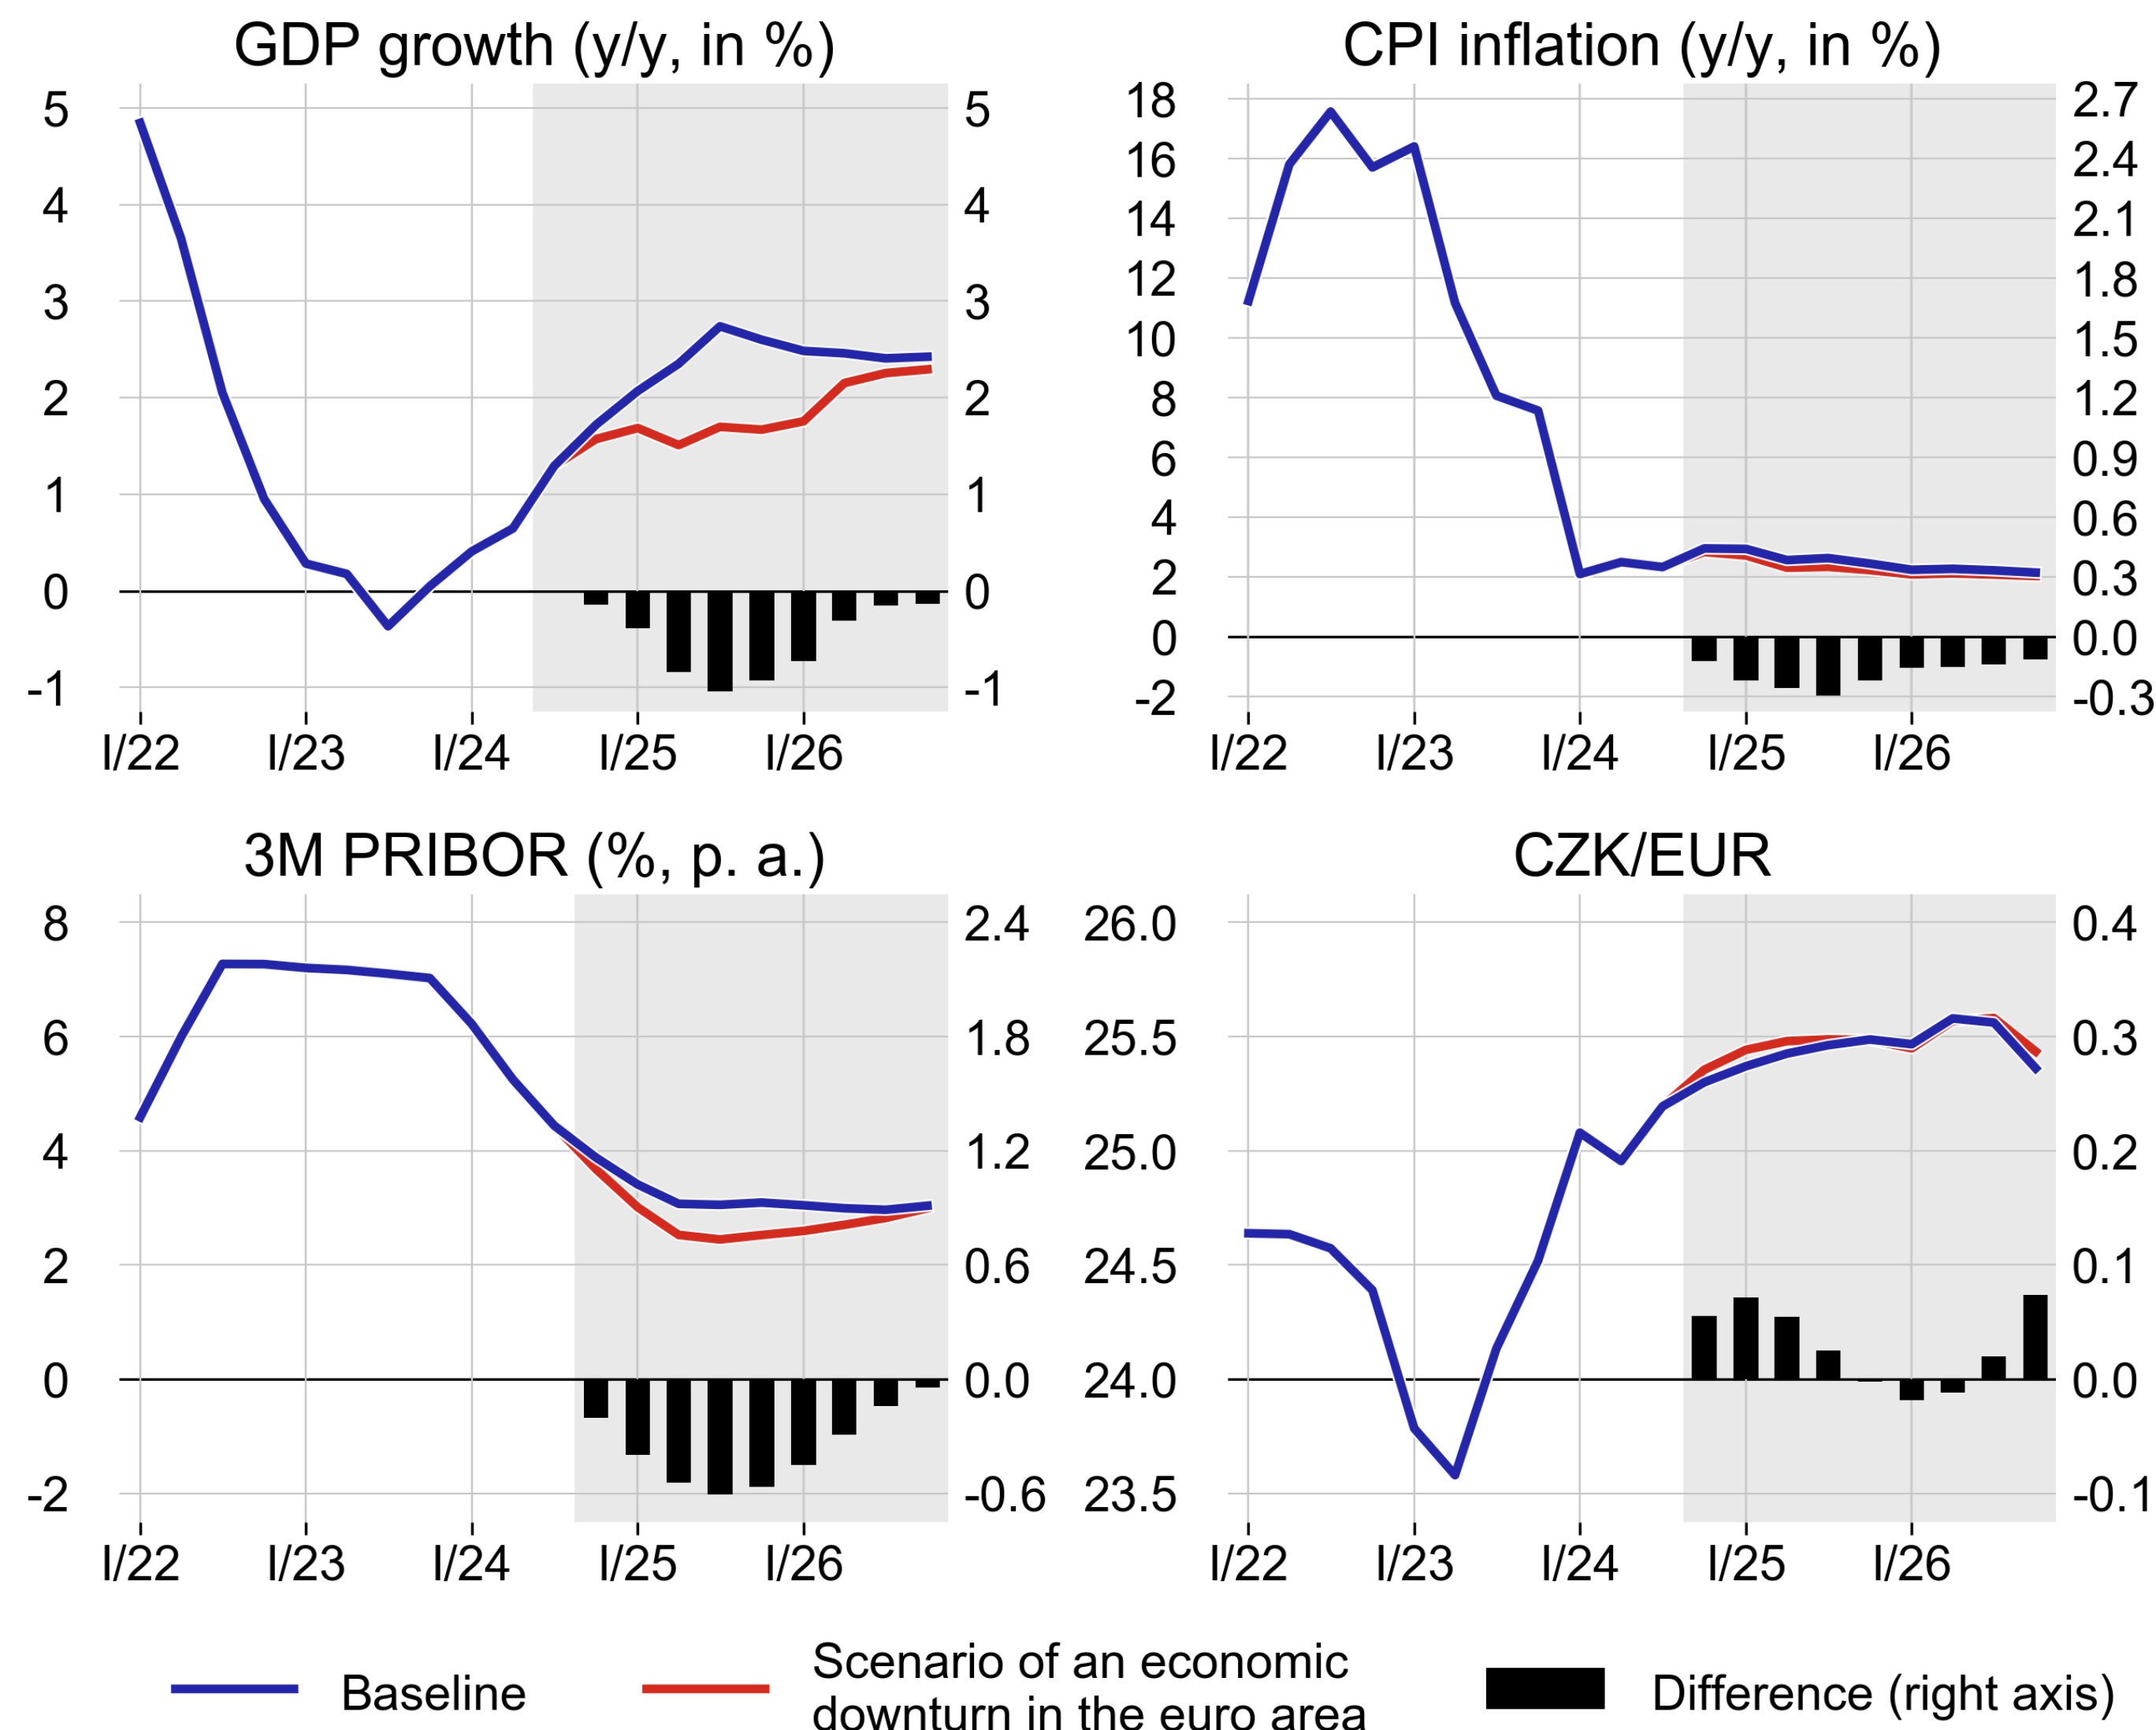 GDP growth (y/y, in %)
5 5
4 4
3 3
2 2
1 1
0 0
-1 -1
I/22 I/23 I/24 I/25 I/26
CPI inflation (y/y, in %)
18 2.7
16 2.4
14 2.1
12 1.8
10 1.5
8 1.2
6 0.9
4 0.6
2 0.3
0 0.0
-2 -0.3
I/22 I/23 I/24 I/25 I/26
3M PRIBOR (%, p. a.)
8 2.4
6 1.8
4 1.2
2 0.6
0 0.0
-2 -0.6
I/22 I/23 I/24 I/25 I/26
CZK/EUR
26.0 0.4
25.5 0.3
25.0 0.2
24.5 0.1
24.0 0.0
23.5 -0.1
I/22 I/23 I/24 I/25 I/26
Baseline
Scenario of an economic
downturn in the euro area
Difference (right axis)